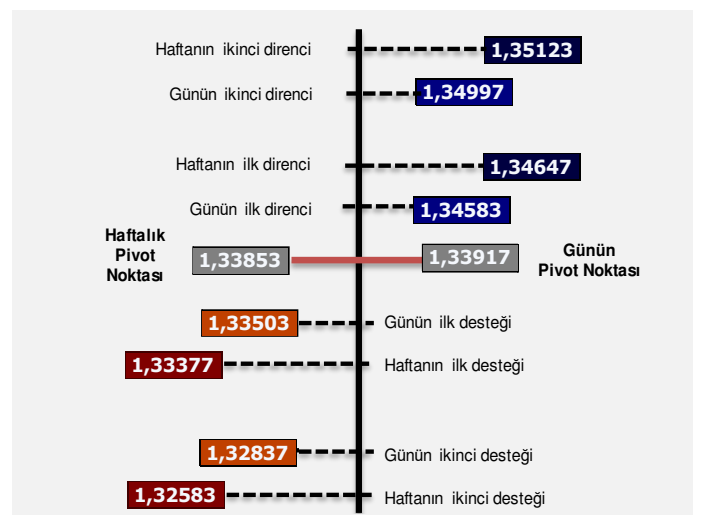 Haftanın ikinci direnci 1,35123
Günün ikinci direnci 1,34997
Haftanın ilk direnci 1,34647
Günün ilk direnci 1,34583
Haftalık
Pivot
Noktası
1,33853
1,33917
Günün
Pivot Noktası
1,33503 Günün ilk desteği
1,33377 Haftanın ilk desteği
1,32837 Günün ikinci desteği
1,32583 Haftanın ikinci desteği